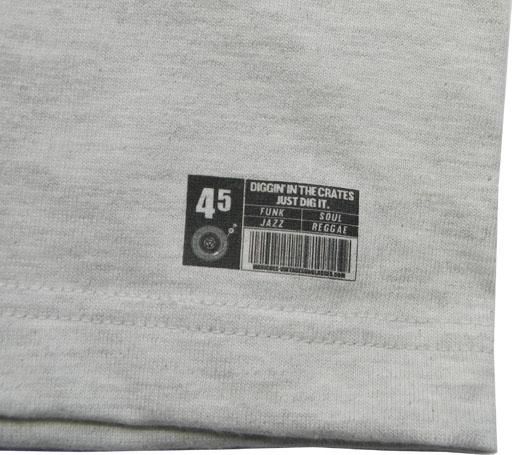 45
DIGGIN' IN THE CRATES
JUST DIG IT.
FUNK SOUL
JAZZ REGGAE